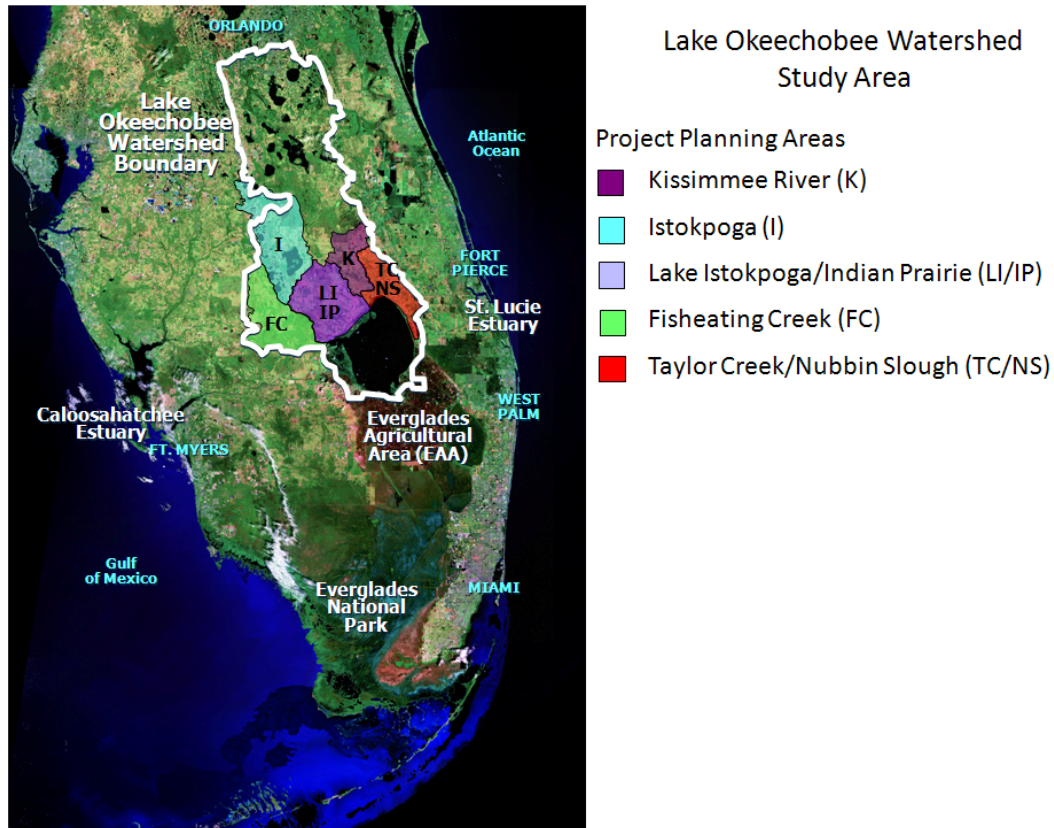 ORLANDO
Lake
Okeechobee
Watershed
Boundary
Atlantic
Ocean
I
K
TC
NS
LI
IP
FC
FORT
PIERCE
St. Lucie
Estuary
WEST
PALM
Caloosahatchee
Estuary
FT. MYERS
Everglades
Agricultural
Area (EAA)
Gulf
of Mexico
Everglades
National
Park
MIAMI
Lake Okeechobee Watershed
Study Area
Project Planning Areas
Kissimmee River (K)
Istokpoga (I)
Lake Istokpoga/Indian Prairie (LI/IP)
Fisheating Creek (FC)
Taylor Creek/Nubbin Slough (TC/NS)